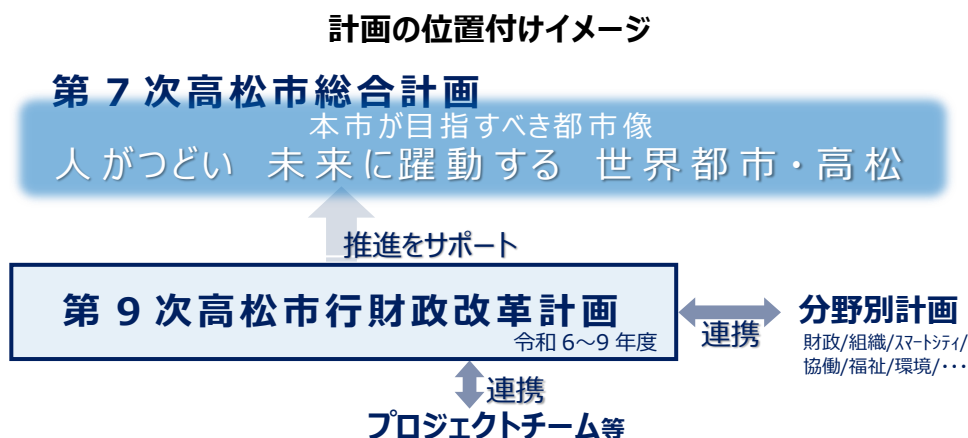 計画の位置付けイメージ
第7次高松市総合計画
本市が目指すべき都市像
人がつどい 未来に躍動する 世界都市・高松
推進をサポート
第9次高松市行財政改革計画
令和6～9年度
連携
分野別計画
財政/組織/ｽﾏｰﾄｼﾃｨ/
協働/福祉/環境/・・・
連携
プロジェクトチーム等